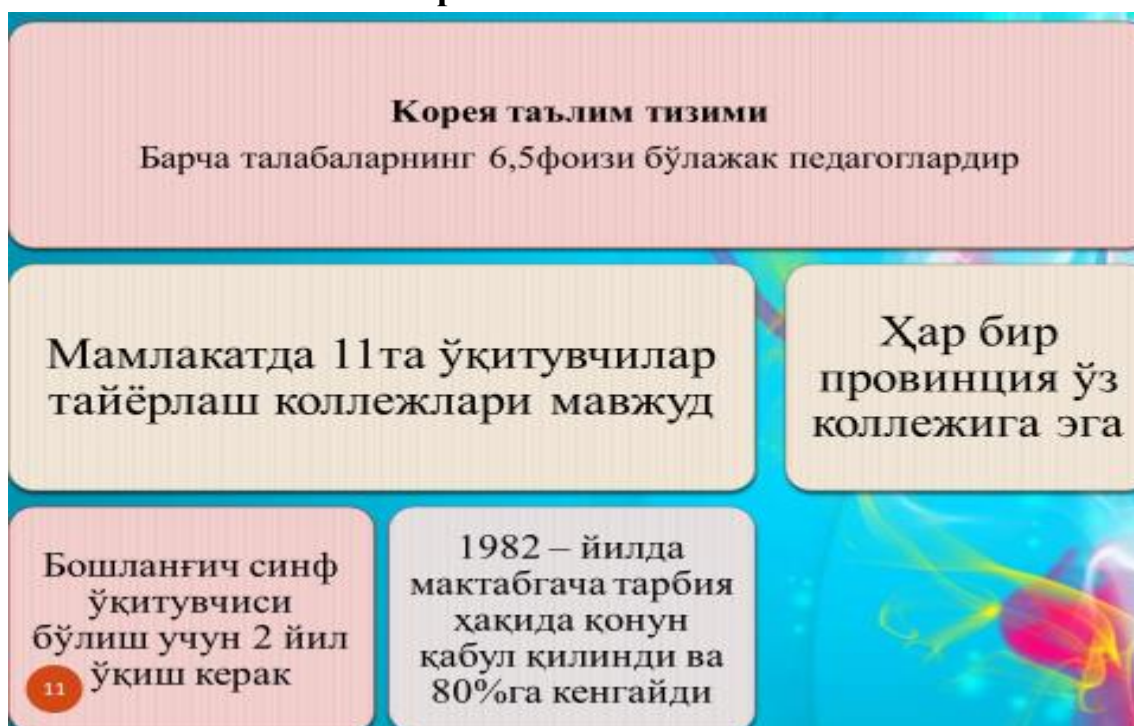 Корея таълим тизими
Барча талабаларнинг 6,5фоизи бўлажак педагоглардир
Мамлакатда 11та ўқитувчилар
тайёрлаш коллежлари мавжуд
Ҳар бир
провинция ўз
коллежига эга
Бошланғич синф
ўқитувчиси
бўлиш учун 2 йил
ўқиш керак
11
1982 – йилда
мактабгача тарбия
ҳақида қонун
қабул қилинди ва
80%га кенгайди